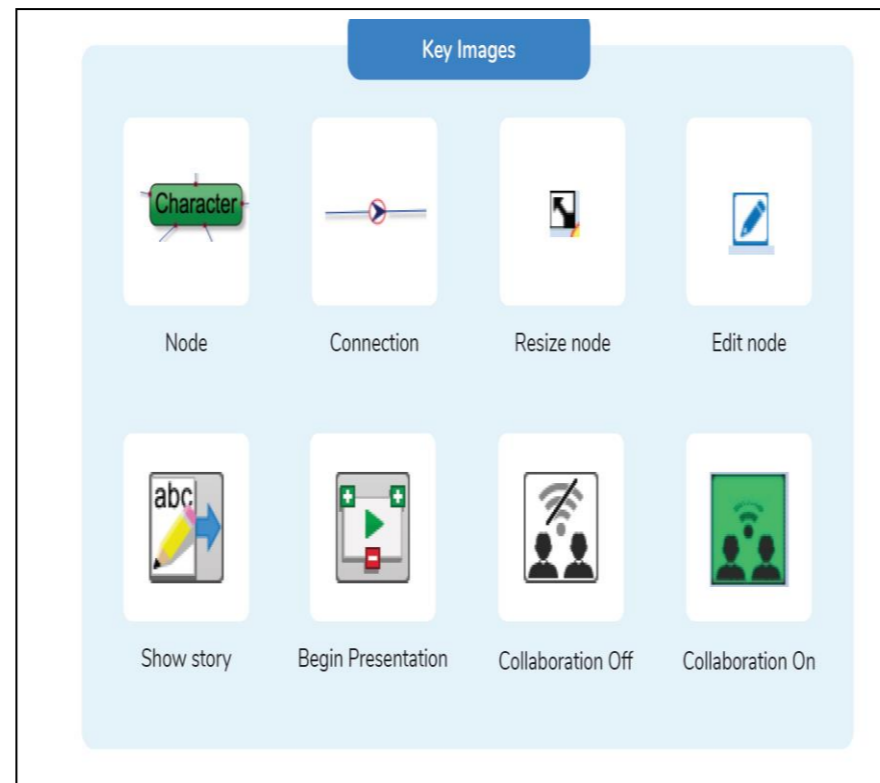 Key Images
Character
Node
Connection
Resize node
Edit node
abc
Show story
Begin Presentation
Collaboration Off
Collaboration On